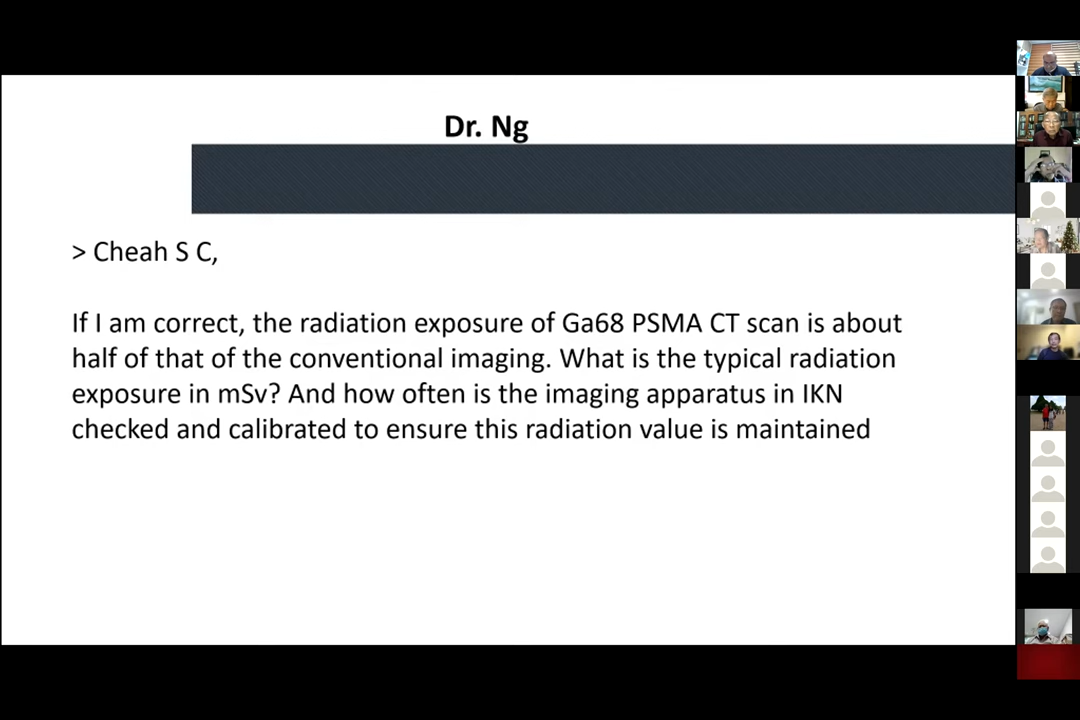 Dr. Ng
> Cheah S C,
If I am correct, the radiation exposure of Ga68 PSMA CT scan is about
half of that of the conventional imaging. What is the typical radiation
exposure in mSv? And how often is the imaging apparatus in IKN
checked and calibrated to ensure this radiation value is maintained